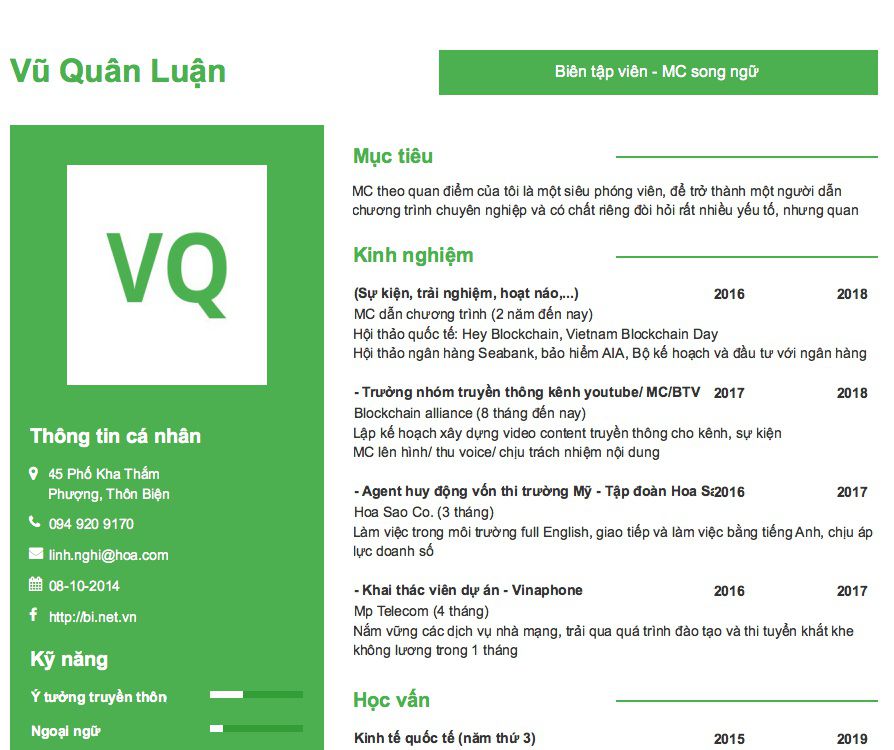 Vũ Quân Luận
Biên tập viên - MC song ngữ
VQ
Thông tin cá nhân
45 Phố Kha Thắm
Phượng, Thôn Biện
094 920 9170
linh.nghi@hoa.com
08-10-2014
http://bi.net.vn
Kỹ năng
Ý tưởng truyền thôn
Ngoại ngữ
Mục tiêu
MC theo quan điểm của tôi là một siêu phóng viên, để trở thành một người dẫn
chương trình chuyên nghiệp và có chất riêng đòi hỏi rất nhiều yếu tố, nhưng quan
Kinh nghiệm
(Sự kiện, trải nghiệm, hoạt náo,...) 2016 2018
MC dẫn chương trình (2 năm đến nay)
Hội thảo quốc tế: Hey Blockchain, Vietnam Blockchain Day
Hội thảo ngân hàng Seabank, bảo hiểm AIA, Bộ kế hoạch và đầu tư với ngân hàng
- Trưởng nhóm truyền thông kênh youtube/ MC/BTV 2017 2018
Blockchain alliance (8 tháng đến nay)
Lập kế hoạch xây dựng video content truyền thông cho kênh, sự kiện
MC lên hình/ thu voice/ chịu trách nhiệm nội dung
- Agent huy động vốn thi trường Mỹ - Tập đoàn Hoa Sa 2016 2017
Hoa Sao Co. (3 tháng)
Làm việc trong môi trường full English, giao tiếp và làm việc bằng tiếng Anh, chịu áp
lực doanh số
- Khai thác viên dự án - Vinaphone 2016 2017
Mp Telecom (4 tháng)
Nắm vững các dịch vụ nhà mạng, trải qua quá trình đào tạo và thi tuyển khắt khe
không lương trong 1 tháng
Học vấn
Kinh tế quốc tế (năm thứ 3) 2015 2019